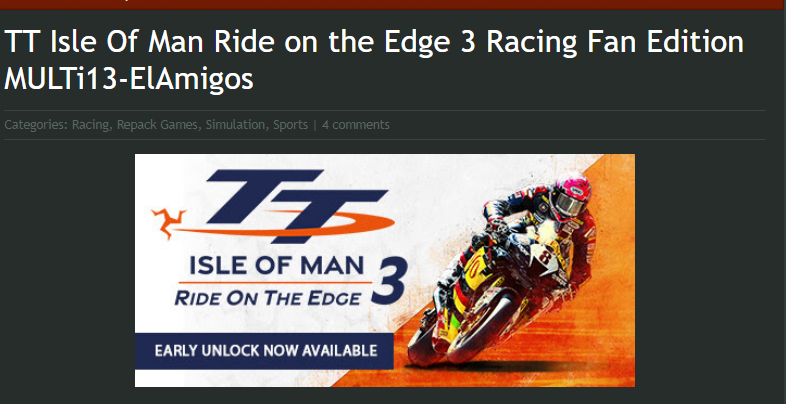 TT Isle Of Man Ride on the Edge 3 Racing Fan Edition
MULTi13-ElAmigos
Categories: Racing, Repack Games, Simulation, Sports | 4 comments
TT
ISLE OF MAN
RIDE ON THE EDGE 3
EARLY UNLOCK NOW AVAILABLE